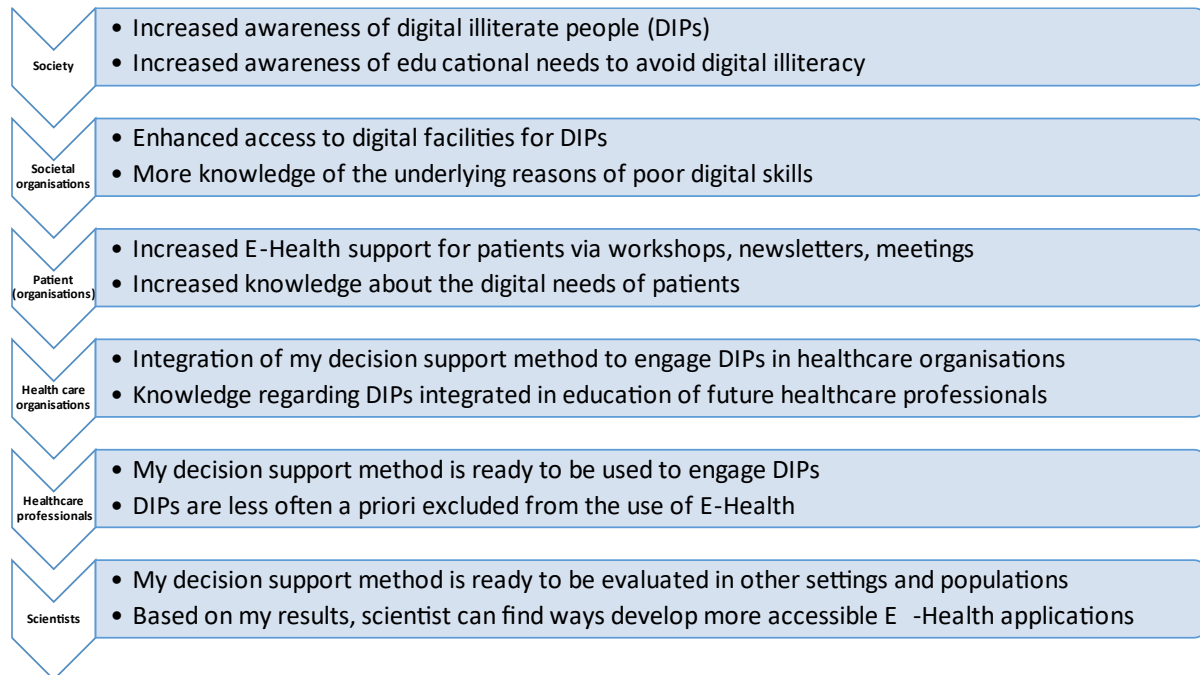 Society
• Increased awareness of digital illiterate people (DIPs)
• Increased awareness of edu cational needs to avoid digital illiteracy
Societal
organisations
• Enhanced access to digital facilities for DIPs
• More knowledge of the underlying reasons of poor digital skills
Patient
(organisations)
• Increased E-Health support for patients via workshops, newsletters, meetings
• Increased knowledge about the digital needs of patients
Health care
organisations
• Integration of my decision support method to engage DIPs in healthcare organisations
• Knowledge regarding DIPs integrated in education of future healthcare professionals
Healthcare
professionals
• My decision support method is ready to be used to engage DIPs
• DIPs are less often a priori excluded from the use of E-Health
Scientists
• My decision support method is ready to be evaluated in other settings and populations
• Based on my results, scientist can find ways develop more accessible E -Health applications